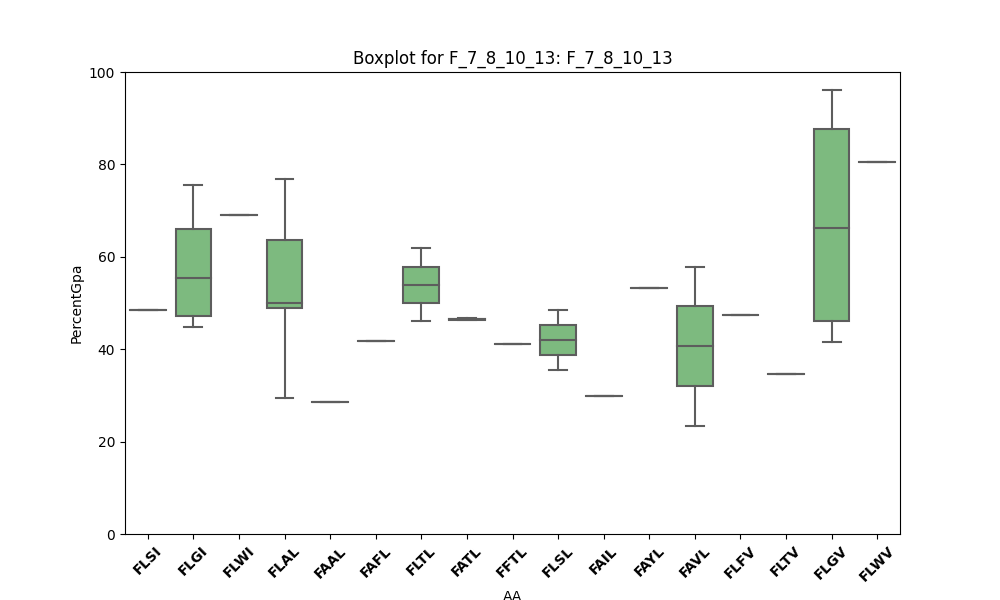 Boxplot for F_7_8_10_13: F_7_8_10_13
100
80
60
40
20
0
PercentGpa
FLSI FLGI FLWI FLAL FAAL FAFL FLTL FATL FFTL FLSL FAIL FAYL FAVL FLFV FLTV FLGV FLWV
AA